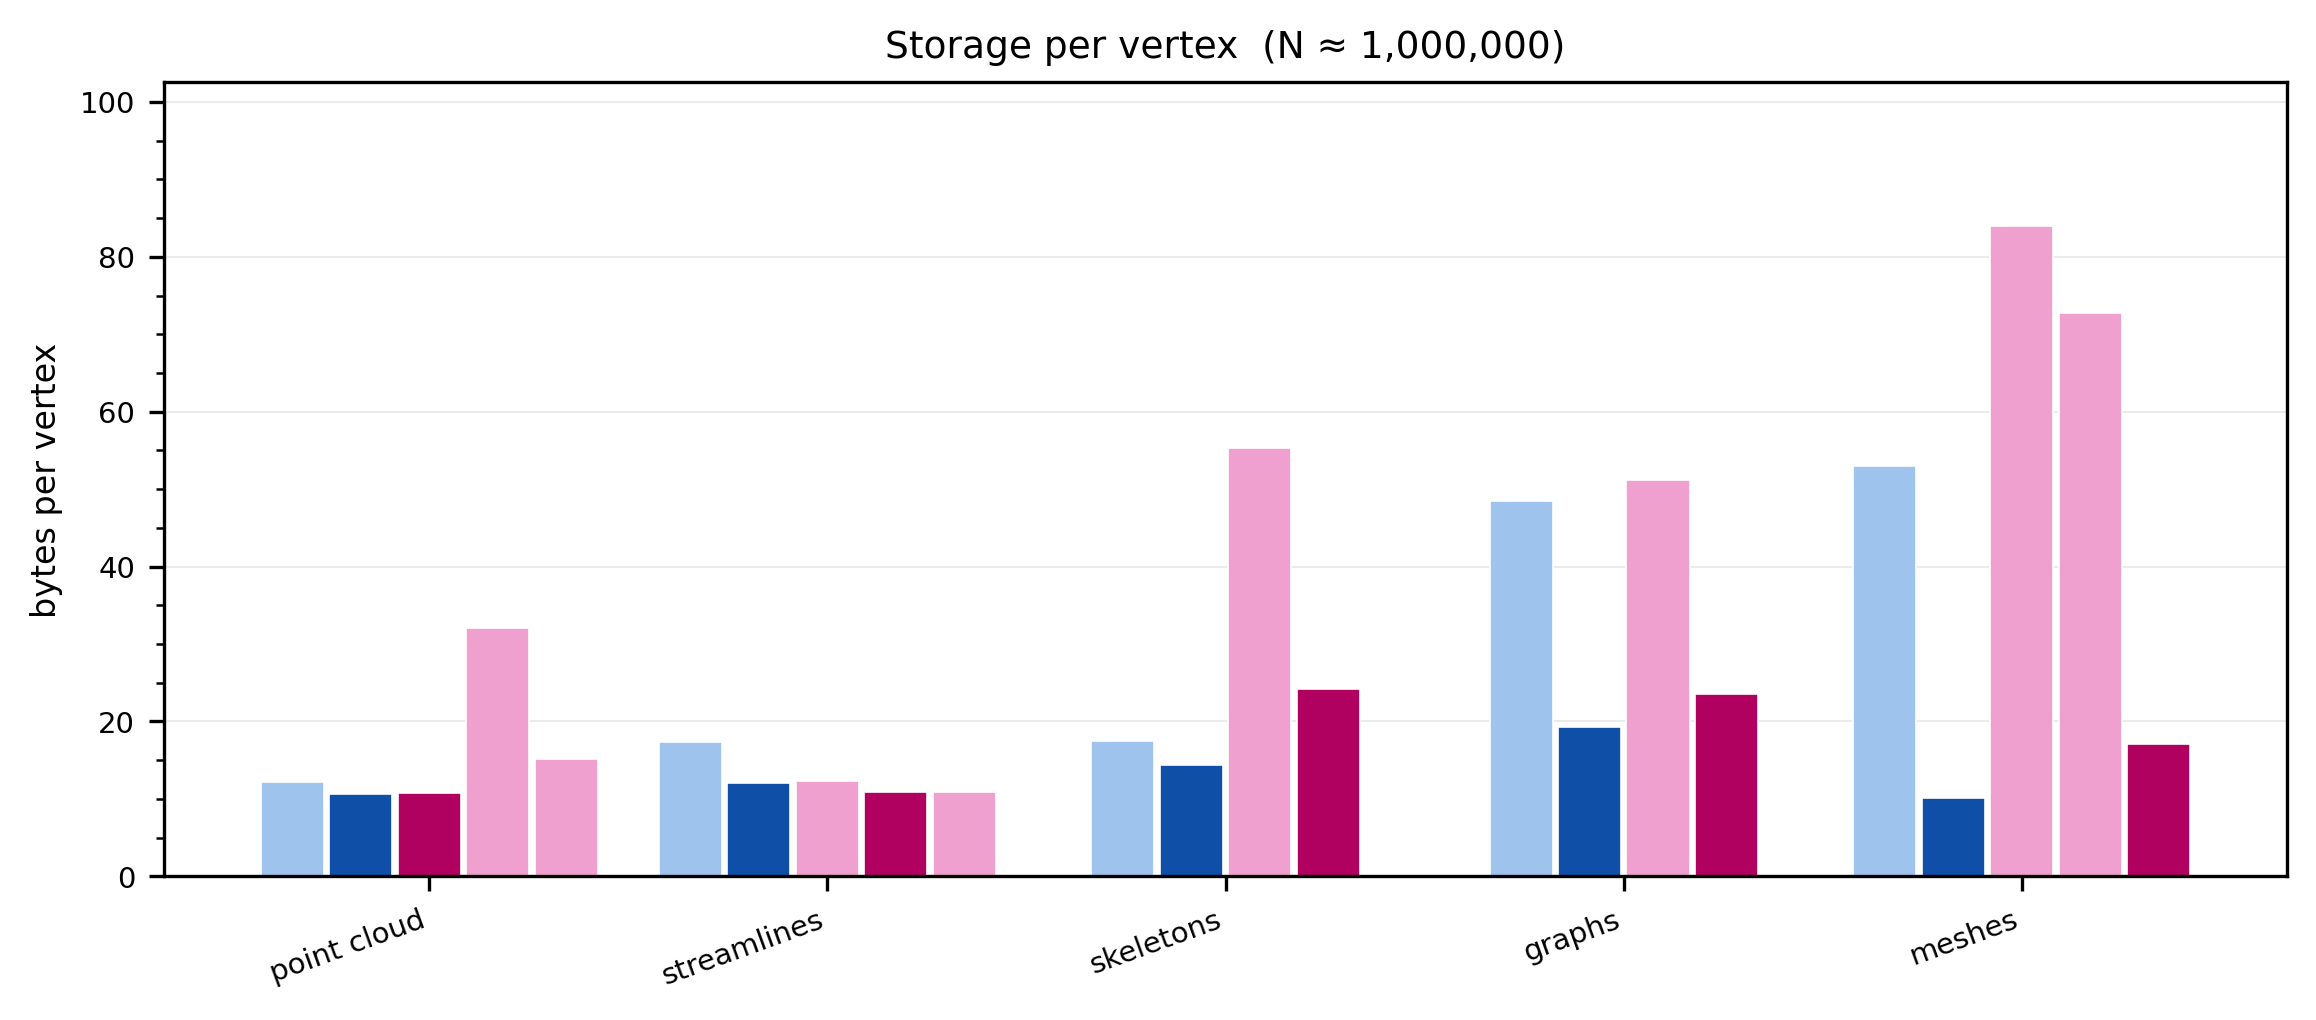 Storage per vertex (N ≈ 1,000,000)
bytes per vertex
100
80
60
40
20
0
point cloud
streamlines
skeletons
graphs
meshes